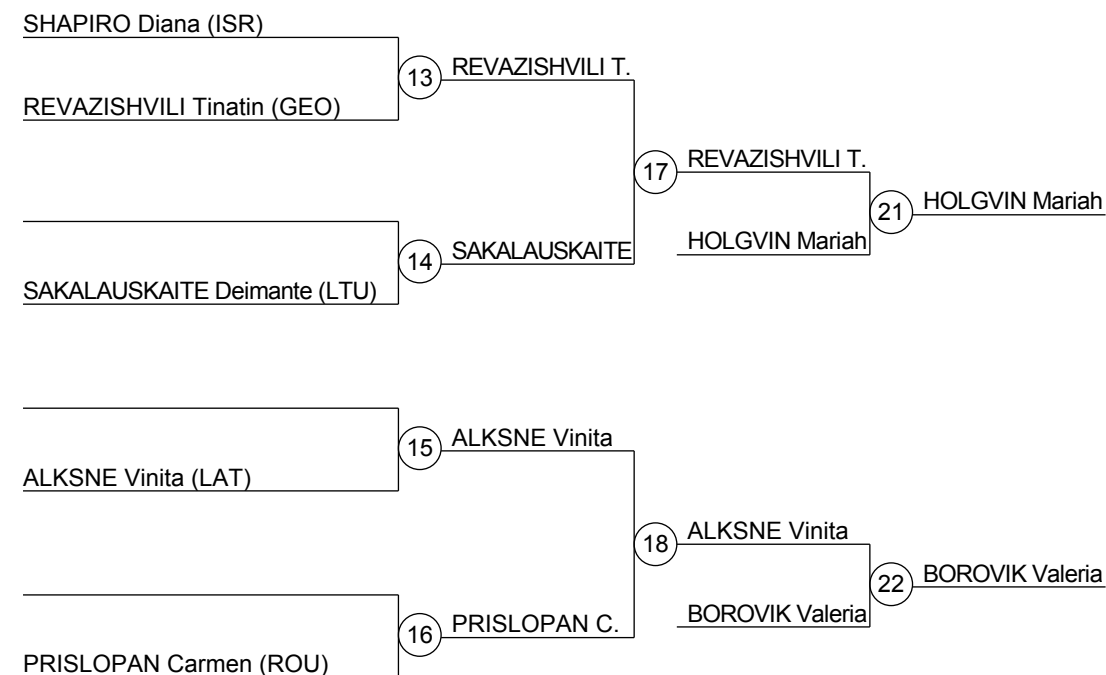 SHAPIRO Diana (ISR)
13
REVAZISHVILI T.
REVAZISHVILI Tinatin (GEO)
17
REVAZISHVILI T.
21
HOLGVIN Mariah
HOLGVIN Mariah
14
SAKALAUSKAITE
SAKALAUSKAITE Deimante (LTU)
15
ALKSNE Vinita
ALKSNE Vinita (LAT)
18
ALKSNE Vinita
22
BOROVIK Valeria
BOROVIK Valeria
16
PRISLOPAN C.
PRISLOPAN Carmen (ROU)